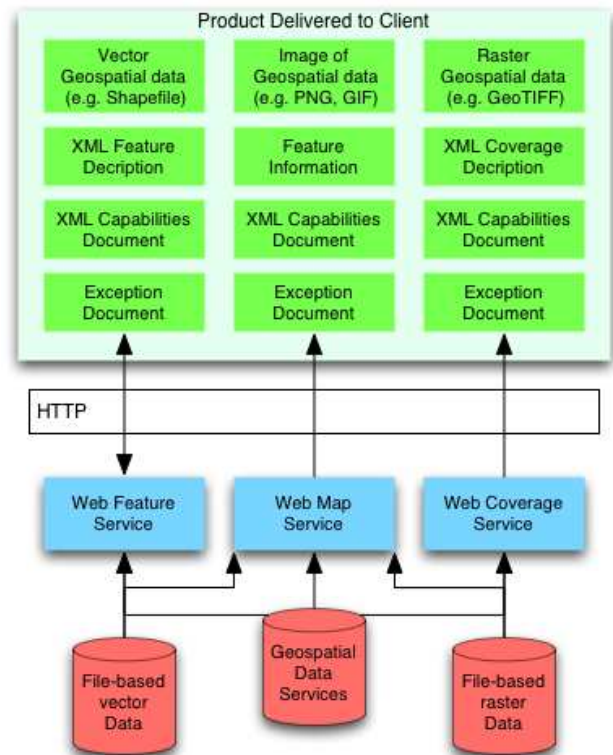 Product Delivered to Client
Vector
Geospatial data
(e.g. Shapefile)
Image of
Geospatial data
(e.g. PNG, GIF)
Raster
Geospatial data
(e.g. GeoTIFF)
XML Feature
Decription
Feature
Information
XML Coverage
Decription
XML Capabilities
Document
XML Capabilities
Document
XML Capabilities
Document
Exception
Document
Exception
Document
Exception
Document
HTTP
Web Feature
Service
Web Map
Service
Web Coverage
Service
File-based
vector
Data
Geospatial
Data
Services
File-based
raster
Data